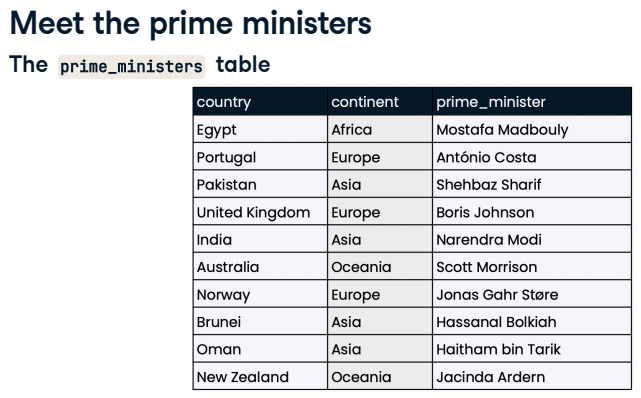 Meet the prime ministers
The prime_ministers table
country continent prime_minister
Egypt Africa Mostafa Madbouly
Portugal Europe António Costa
Pakistan Asia Shehbaz Sharif
United Kingdom Europe Boris Johnson
India Asia Narendra Modi
Australia Oceania Scott Morrison
Norway Europe Jonas Gahr Støre
Brunei Asia Hassanal Bolkiah
Oman Asia Haitham bin Tarik
New Zealand Oceania Jacinda Ardern